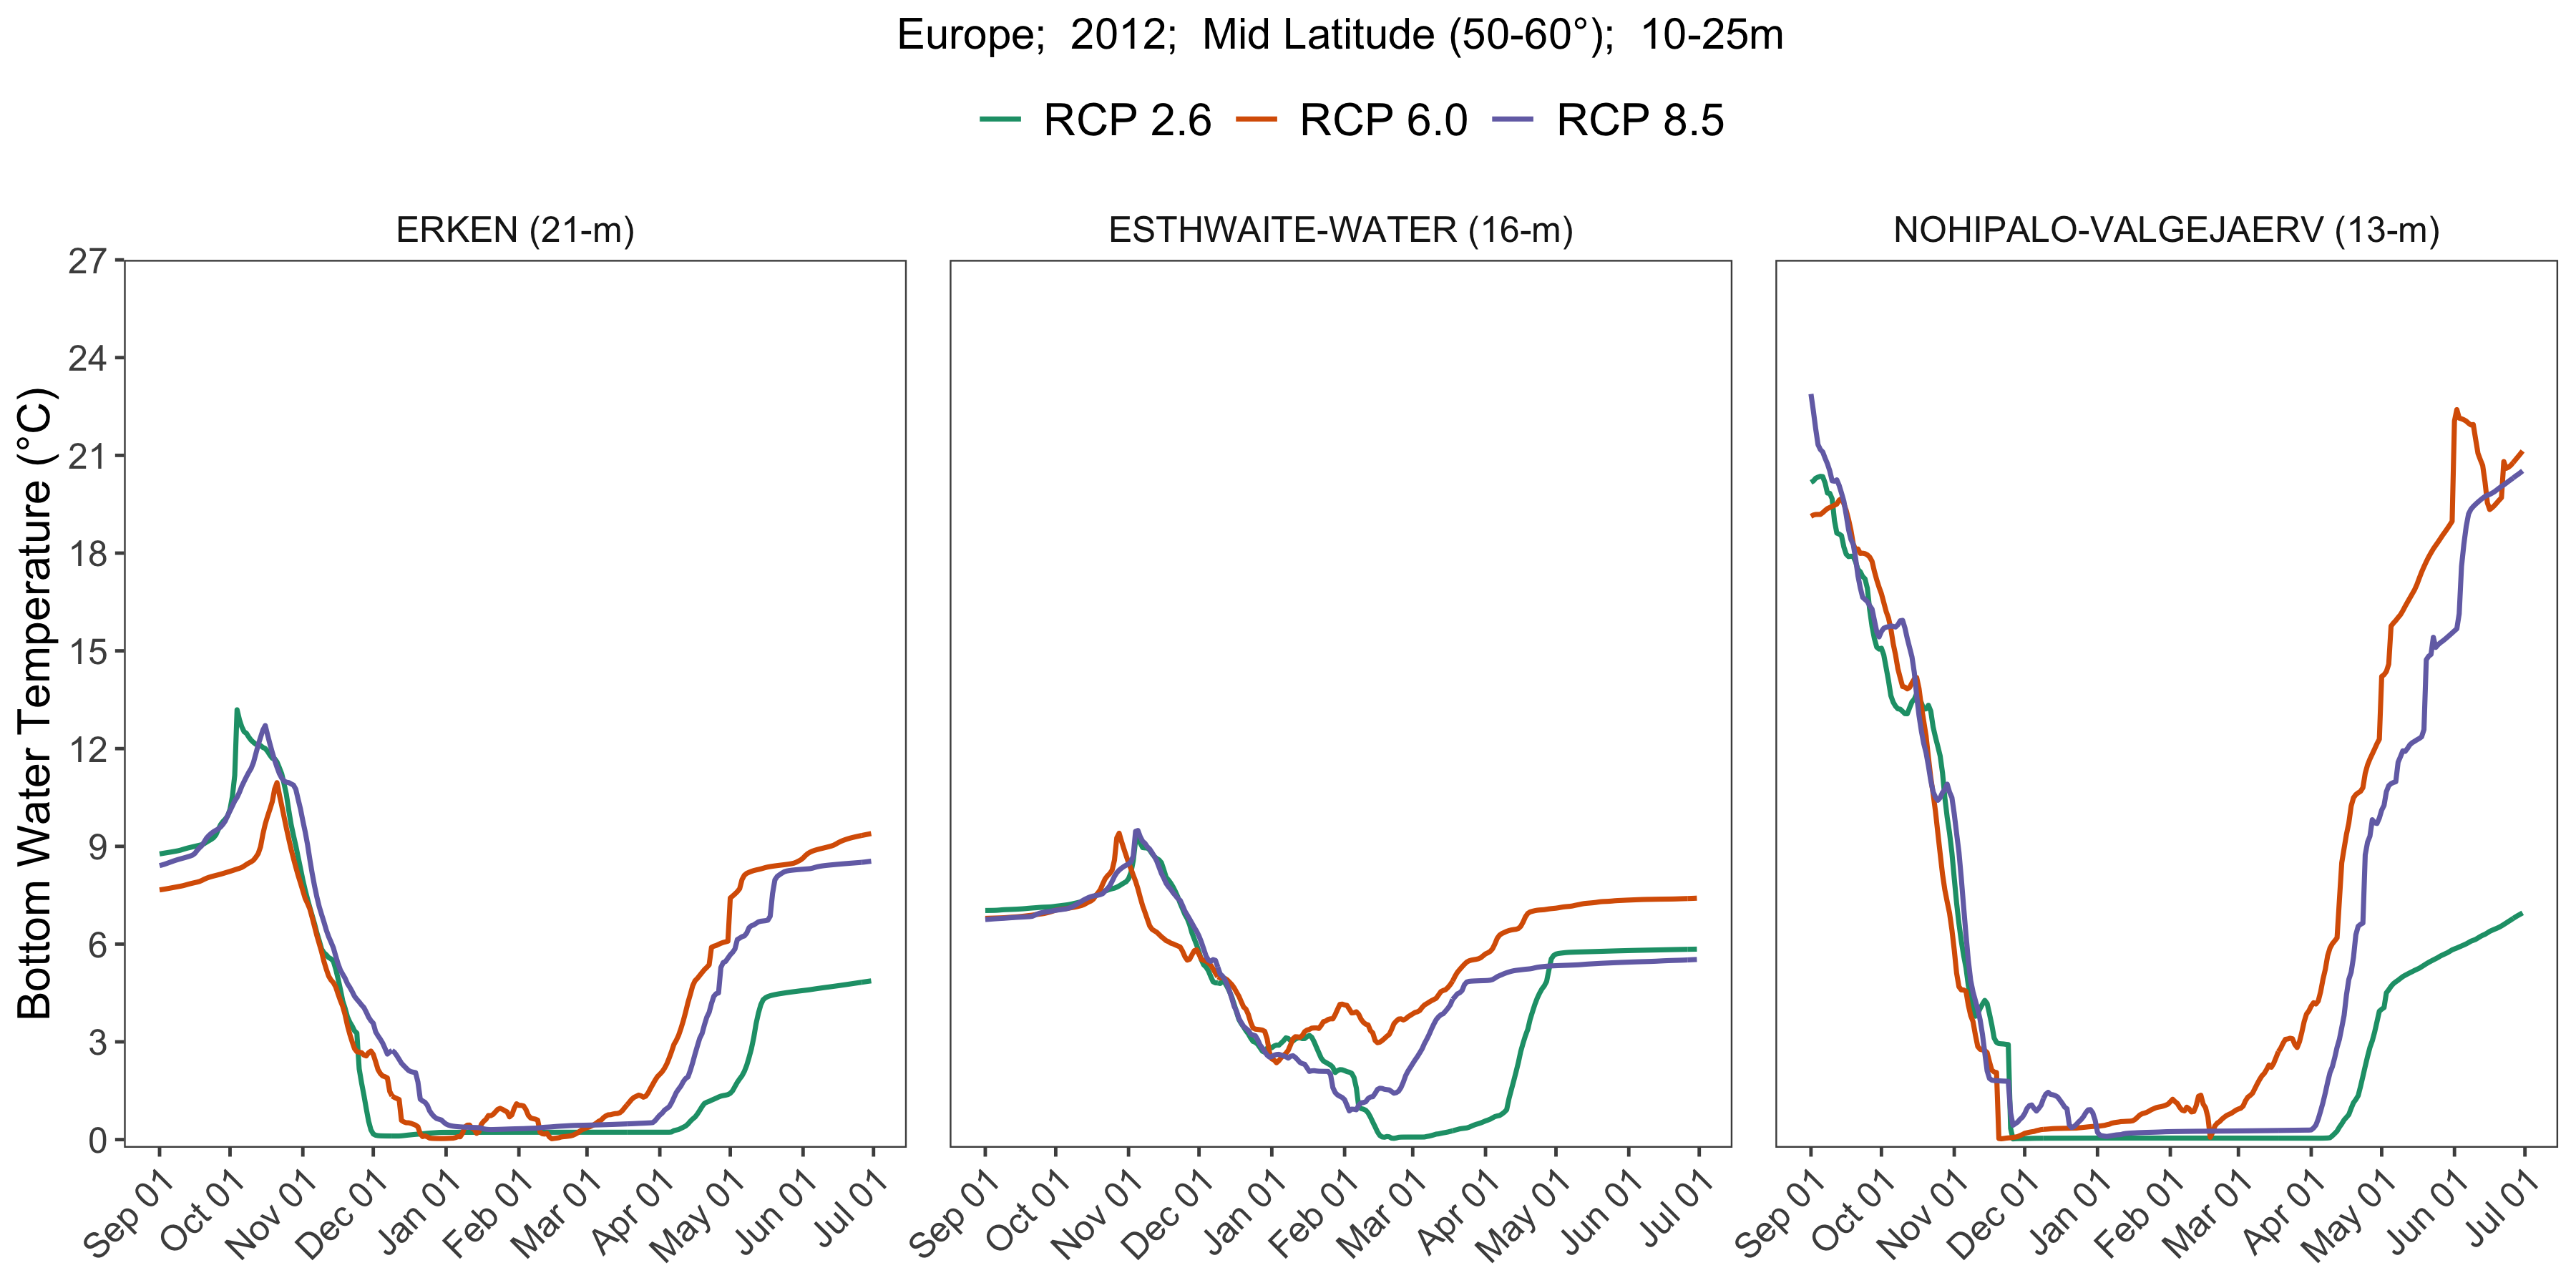 Europe;  2012;  Mid Latitude (50-60°);  10-25m
RCP 2.6 RCP 6.0 RCP 8.5
ERKEN (21-m) ESTHWAITE-WATER (16-m) NOHIPALO-VALGEJAERV (13-m)
Bottom Water Temperature (°C)
27
24
21
18
15
12
9
6
3
0
Sep 01 Oct 01 Nov 01 Dec 01 Jan 01 Feb 01 Mar 01 Apr 01 May 01 Jun 01 Jul 01
Sep 01 Oct 01 Nov 01 Dec 01 Jan 01 Feb 01 Mar 01 Apr 01 May 01 Jun 01 Jul 01
Sep 01 Oct 01 Nov 01 Dec 01 Jan 01 Feb 01 Mar 01 Apr 01 May 01 Jun 01 Jul 01